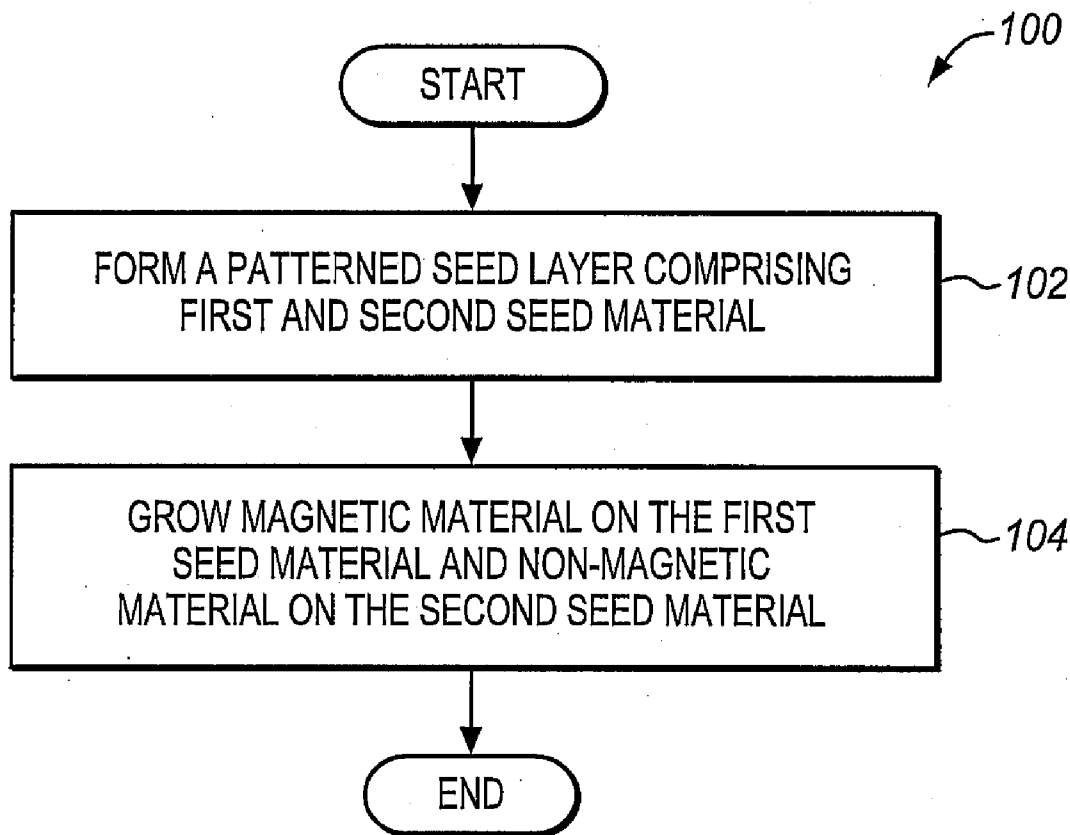 100
START
FORM A PATTERNED SEED LAYER COMPRISING
FIRST AND SECOND SEED MATERIAL
102
GROW MAGNETIC MATERIAL ON THE FIRST
SEED MATERIAL AND NON-MAGNETIC
MATERIAL ON THE SECOND SEED MATERIAL
104
END